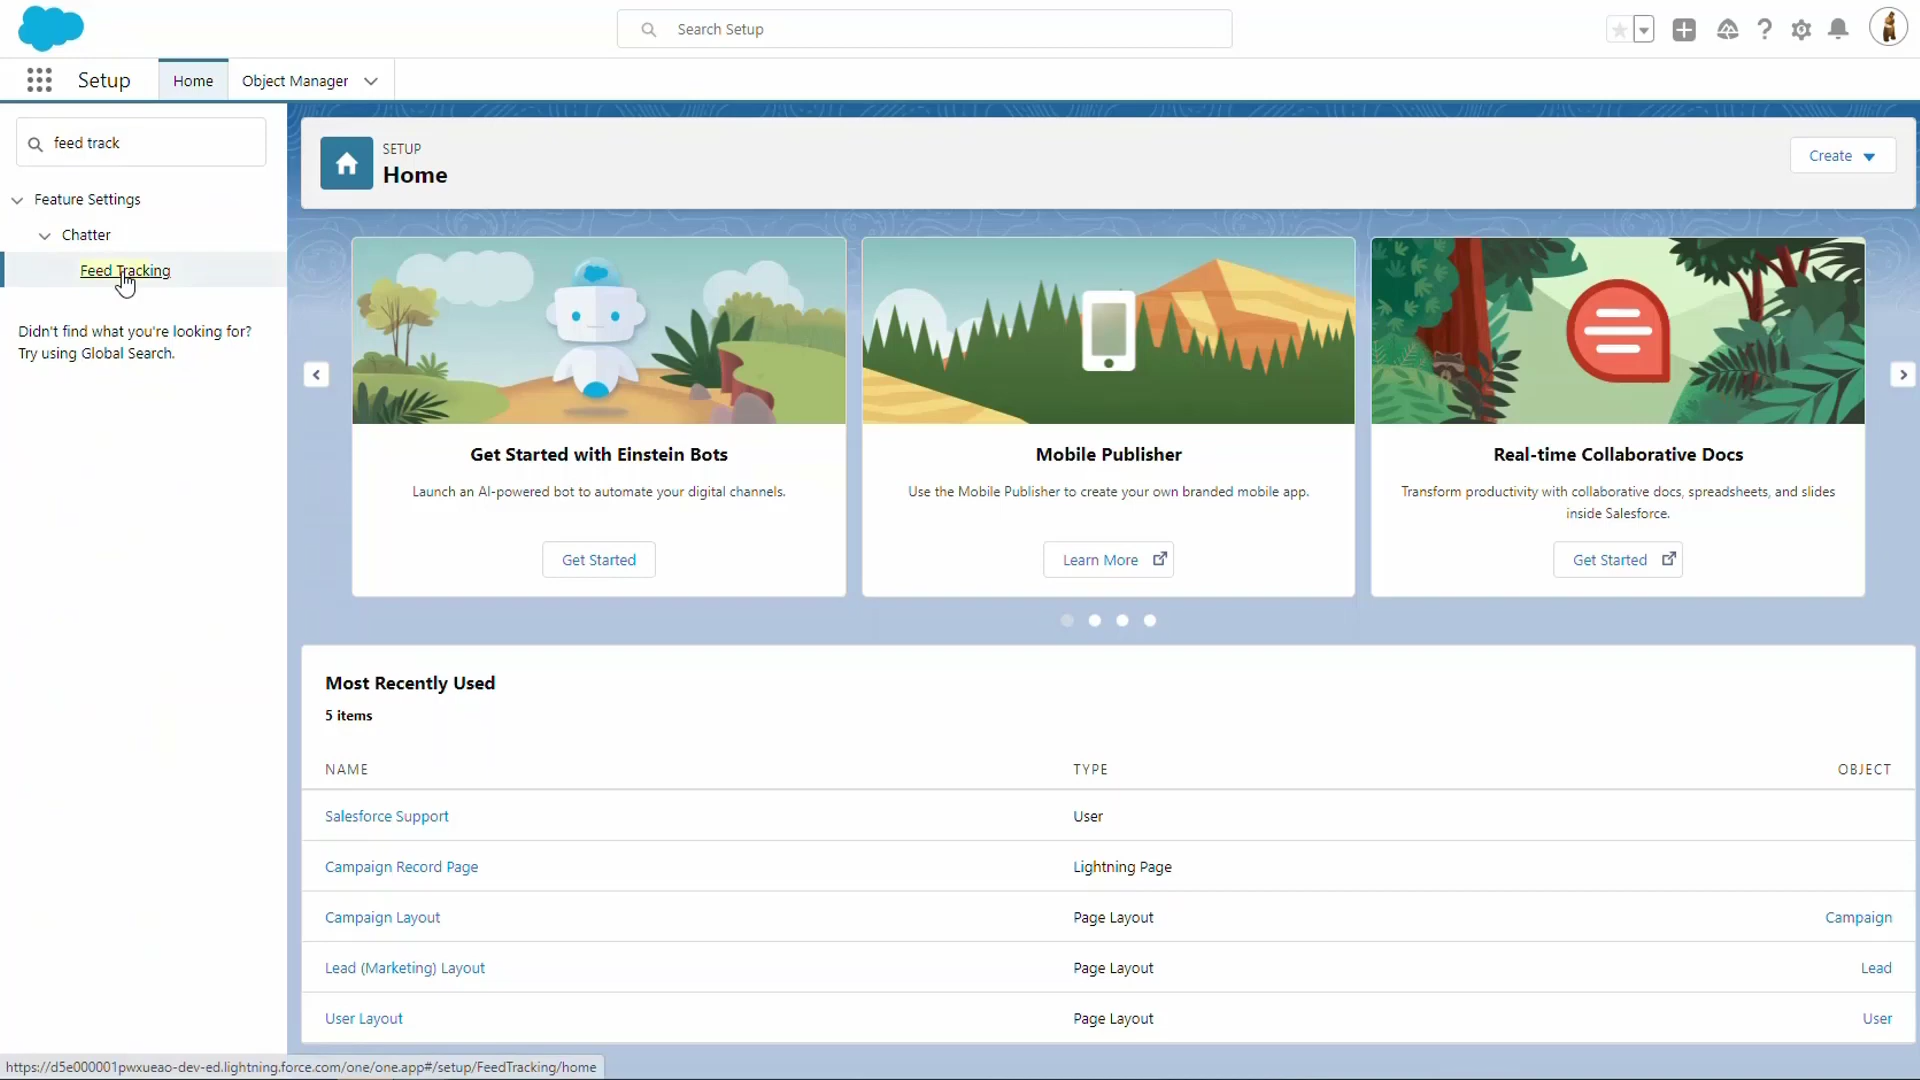 Search Setup
Setup
Home
Object Manager
feed track
Feature Settings
Chatter
Feed Tracking
Didn't find what you're looking for?
Try using Global Search.
SETUP
Home
Create
Get Started with Einstein Bots
Launch an AI-powered bot to automate your digital channels.
Get Started
Mobile Publisher
Use the Mobile Publisher to create your own branded mobile app.
Learn More
Real-time Collaborative Docs
Transform productivity with collaborative docs, spreadsheets, and slides
inside Salesforce.
Get Started
Most Recently Used
5 items
NAME TYPE OBJECT
Salesforce Support User
Campaign Record Page Lightning Page
Campaign Layout Page Layout Campaign
Lead (Marketing) Layout Page Layout Lead
User Layout Page Layout User
https://d5e000001pwxueao-dev-ed.lightning.force.com/one/one.app#/setup/FeedTracking/home